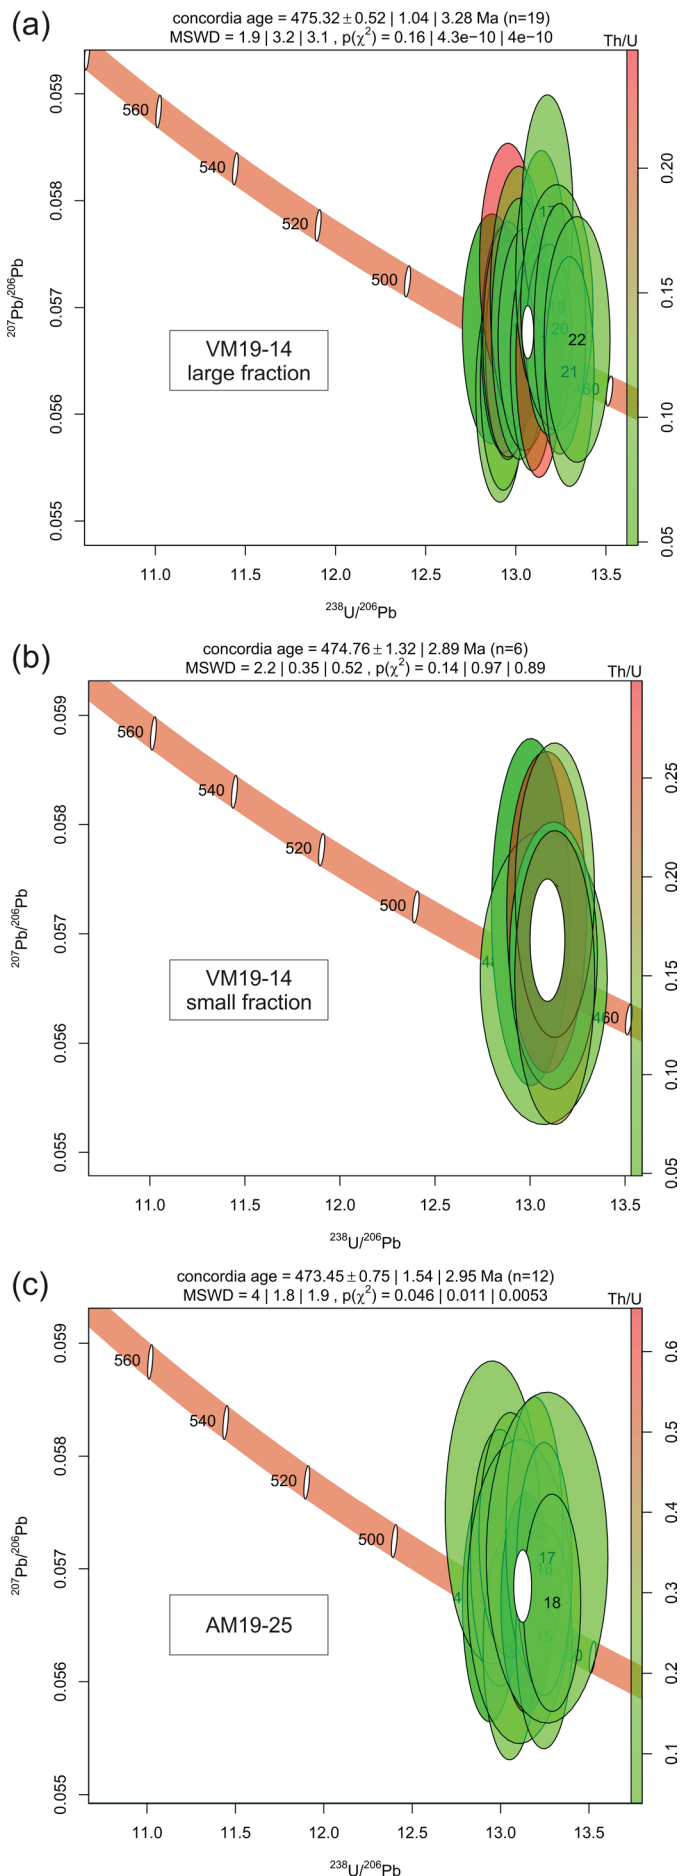 (a)
concordia age = 475.32 ± 0.52 | 1.04 | 3.28 Ma (n=19)
MSWD = 1.9 | 3.2 | 3.1 , p(χ²) = 0.16 | 4.3e−10 | 4e−10
Th/U
0.059
0.058
0.057
0.056
0.055
²⁰⁷Pb/²⁰⁶Pb
560
540
520
500
17
19
20
22
21
460
VM19-14
large fraction
0.20
0.15
0.10
0.05
11.0 11.5 12.0 12.5 13.0 13.5
²³⁸U/²⁰⁶Pb
(b)
concordia age = 474.76 ± 1.32 | 2.89 Ma (n=6)
MSWD = 2.2 | 0.35 | 0.52 , p(χ²) = 0.14 | 0.97 | 0.89
Th/U
0.059
0.058
0.057
0.056
0.055
²⁰⁷Pb/²⁰⁶Pb
560
540
520
500
460
VM19-14
small fraction
0.25
0.20
0.15
0.10
0.05
11.0 11.5 12.0 12.5 13.0 13.5
²³⁸U/²⁰⁶Pb
(c)
concordia age = 473.45 ± 0.75 | 1.54 | 2.95 Ma (n=12)
MSWD = 4 | 1.8 | 1.9 , p(χ²) = 0.046 | 0.011 | 0.0053
Th/U
0.059
0.058
0.057
0.056
0.055
²⁰⁷Pb/²⁰⁶Pb
560
540
520
500
17
16
18
15
AM19-25
0.6
0.5
0.4
0.3
0.2
0.1
11.0 11.5 12.0 12.5 13.0 13.5
²³⁸U/²⁰⁶Pb